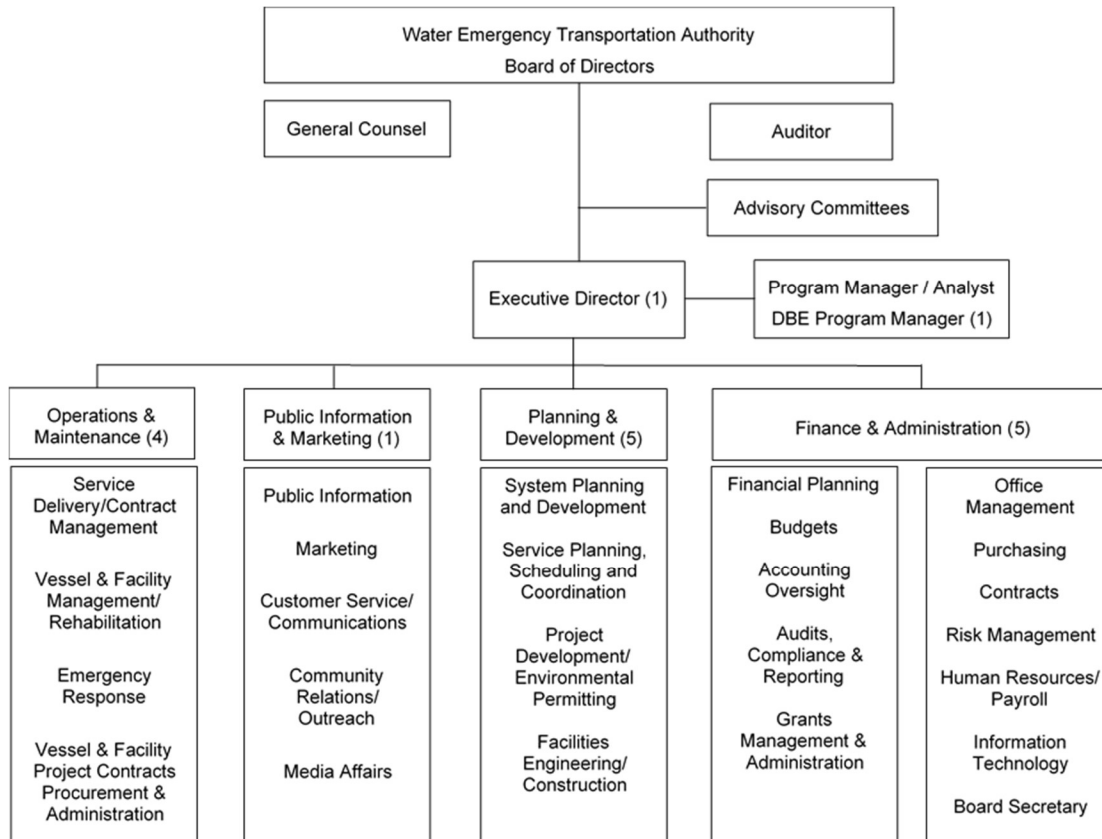 Water Emergency Transportation Authority
Board of Directors
General Counsel
Auditor
Advisory Committees
Executive Director (1)
Program Manager / Analyst
DBE Program Manager (1)
Operations &
Maintenance (4)
Public Information
& Marketing (1)
Planning &
Development (5)
Finance & Administration (5)
Service
Delivery/Contract
Management
Vessel & Facility
Management/
Rehabilitation
Emergency
Response
Vessel & Facility
Project Contracts
Procurement &
Administration
Public Information
Marketing
Customer Service/
Communications
Community
Relations/
Outreach
Media Affairs
System Planning
and Development
Service Planning,
Scheduling and
Coordination
Project
Development/
Environmental
Permitting
Facilities
Engineering/
Construction
Financial Planning
Budgets
Accounting
Oversight
Audits,
Compliance &
Reporting
Grants
Management &
Administration
Office
Management
Purchasing
Contracts
Risk Management
Human Resources/
Payroll
Information
Technology
Board Secretary